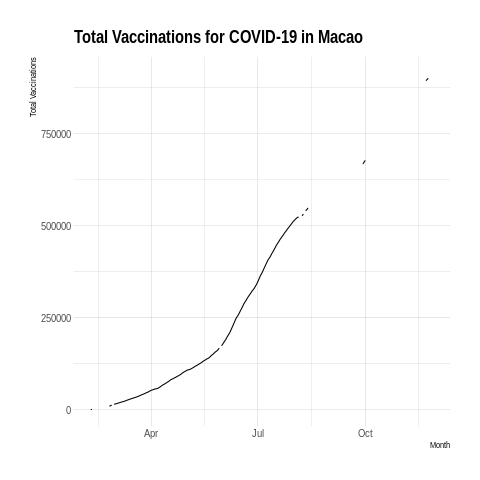 Total Vaccinations for COVID-19 in Macao
Total Vaccinations
750000
500000
250000
0
Apr
Jul
Oct
Month